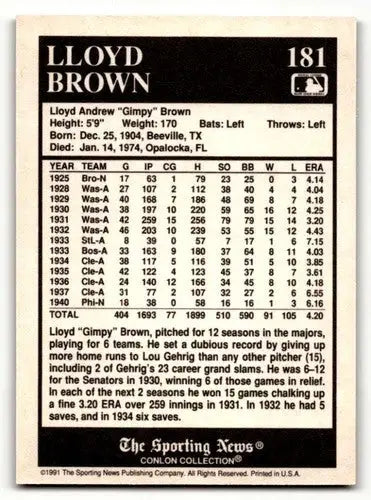 LLOYD 181
BROWN
Lloyd Andrew "Gimpy" Brown
Height: 5'9" Weight: 170 Bats: Left Throws: Left
Born: Dec. 25, 1904, Beeville, TX
Died: Jan. 14, 1974, Opalocka, FL
YEAR TEAM G IP CG H SO BB W L ERA
1925 Bro-N 17 63 1 79 23 25 0 3 4.14
1928 Was-A 27 107 2 112 38 40 4 4 4.04
1929 Was-A 40 168 7 186 48 69 8 7 4.18
1930 Was-A 38 197 10 220 59 65 16 12 4.25
1931 Was-A 42 259 15 256 79 79 15 14 3.20
1932 Was-A 46 203 10 239 53 55 15 12 4.43
1933 StL-A 8 39 0 57 7 17 1 6 7.15
1933 Bos-A 33 163 9 180 37 64 8 11 4.03
1934 Cle-A 38 117 5 116 39 51 5 10 3.85
1935 Cle-A 42 122 4 123 45 37 8 7 3.61
1936 Cle-A 24 140 12 166 34 45 8 10 4.18
1937 Cle-A 31 77 2 107 32 27 2 6 6.55
1940 Phi-N 18 38 0 58 16 16 1 3 6.16
TOTAL 404 1693 77 1899 510 590 91 105 4.20
Lloyd "Gimpy" Brown, pitched for 12 seasons in the majors,
playing for 6 teams. He set a dubious record by giving up
more home runs to Lou Gehrig than any other pitcher (15),
including 2 of Gehrig's 23 career grand slams. He was 6-12
for the Senators in 1930, winning 6 of those games in relief.
In each of the next 2 seasons he won 15 games chalking up
a fine 3.20 ERA over 259 innings in 1931. In 1932 he had 5
saves, and in 1934 six saves.
The Sporting News®
CONLON COLLECTION®
©1991 The Sporting News Publishing Company. All Rights Reserved. Printed in U.S.A.